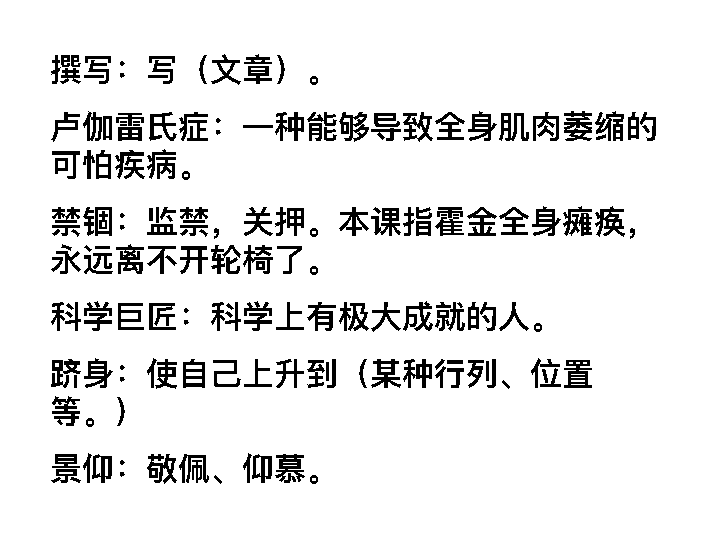 撰写：写（文章）。
卢伽雷氏症：一种能够导致全身肌肉萎缩的
可怕疾病。
禁锢：监禁，关押。本课指霍金全身瘫痪，
永远离不开轮椅了。
科学巨匠：科学上有极大成就的人。
跻身：使自己上升到（某种行列、位置
等。）
景仰：敬佩、仰慕。